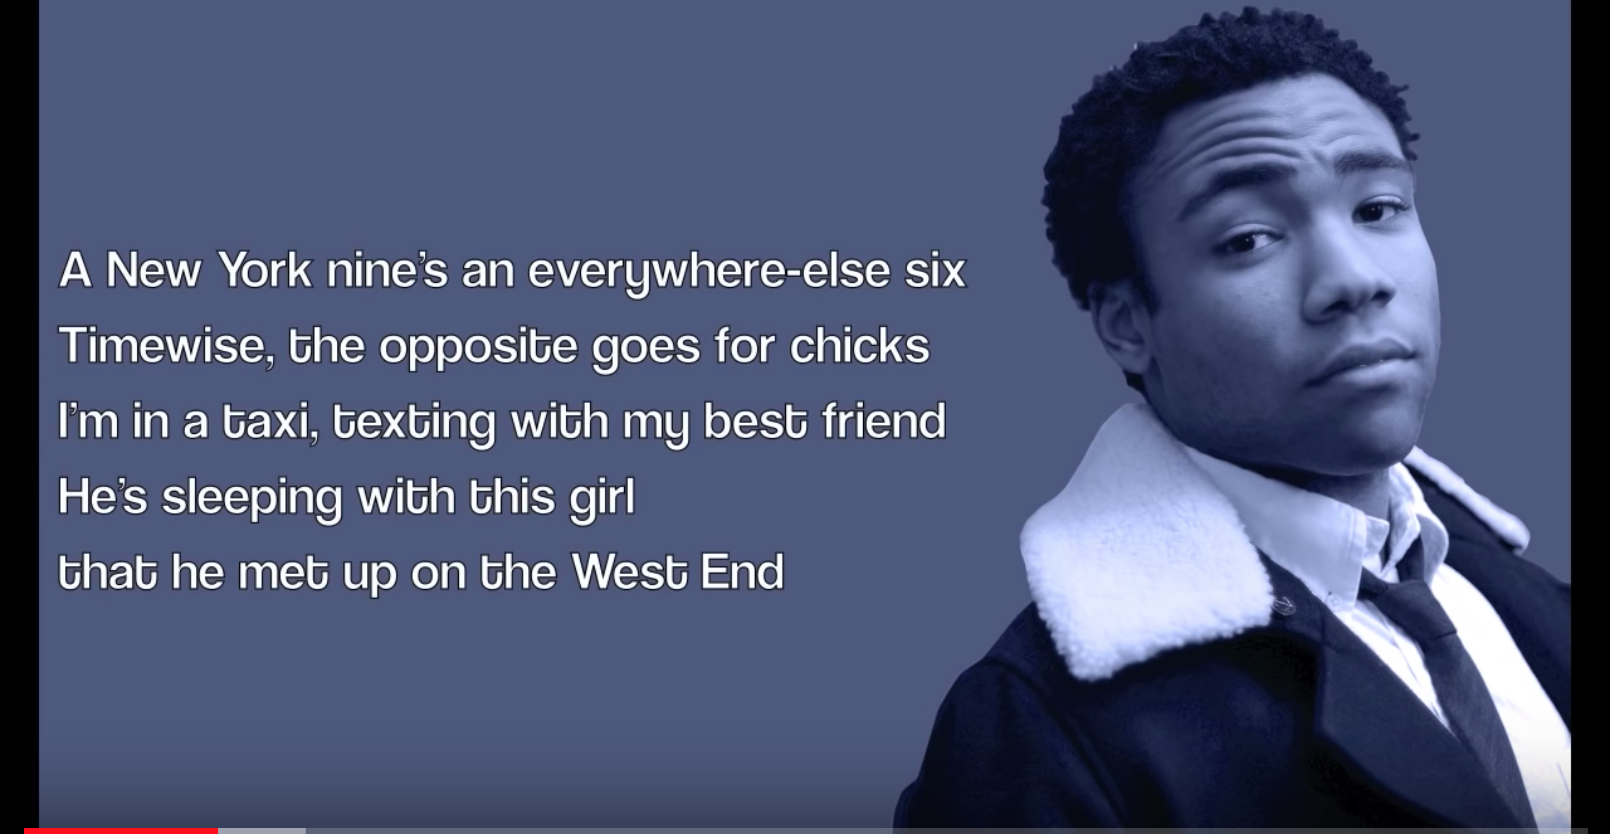 A New York nine's an everywhere-else six
Timewise, the opposite goes for chicks
I'm in a taxi, texting with my best friend
He's sleeping with this girl
that he met up on the West End